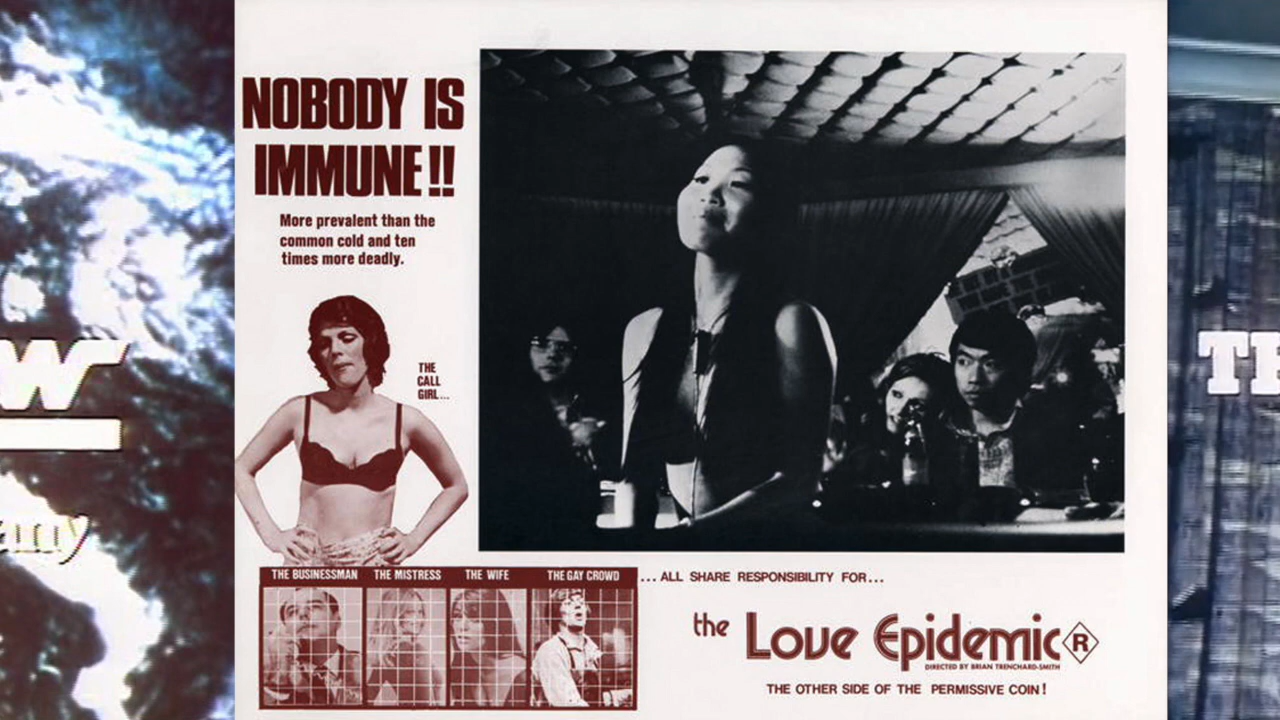 NOBODY IS
IMMUNE!!
More prevalent than the
common cold and ten
times more deadly.
THE
CALL
GIRL...
THE BUSINESSMAN THE MISTRESS THE WIFE THE GAY CROWD
...ALL SHARE RESPONSIBILITY FOR...
the Love Epidemic R
DIRECTED BY BRIAN TRENCHARD-SMITH
THE OTHER SIDE OF THE PERMISSIVE COIN!